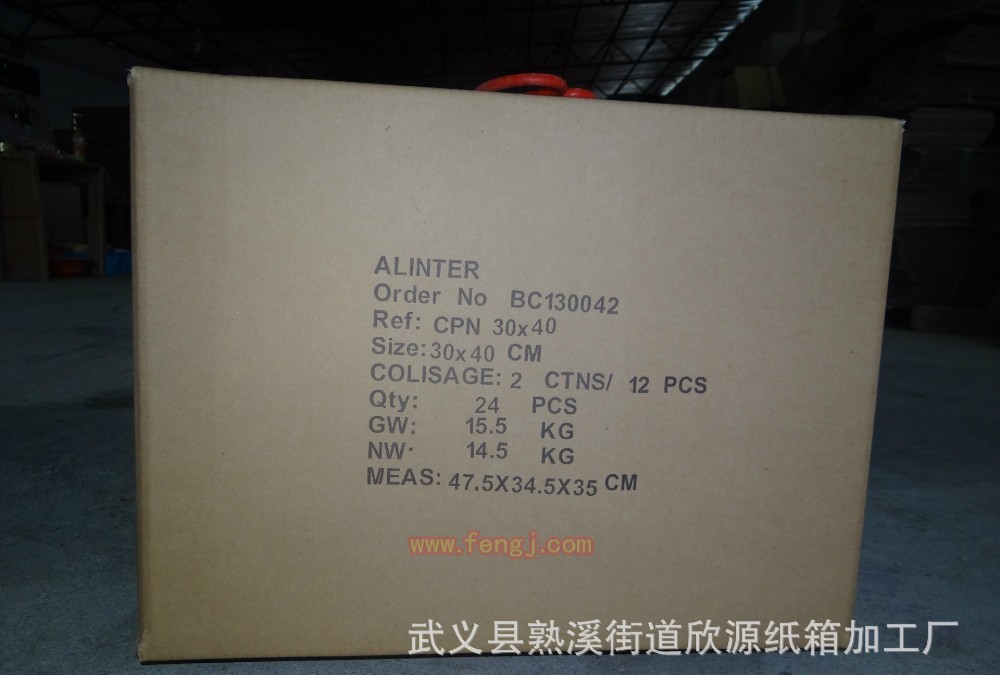 ALINTER
Order No BC130042
Ref: CPN 30x40
Size:30x40 CM
COLISAGE: 2 CTNS/ 12 PCS
Qty: 24 PCS
GW: 15.5 KG
NW: 14.5 KG
MEAS: 47.5X34.5X35 CM
www.fengj.com
武义县熟溪街道欣源纸箱加工厂